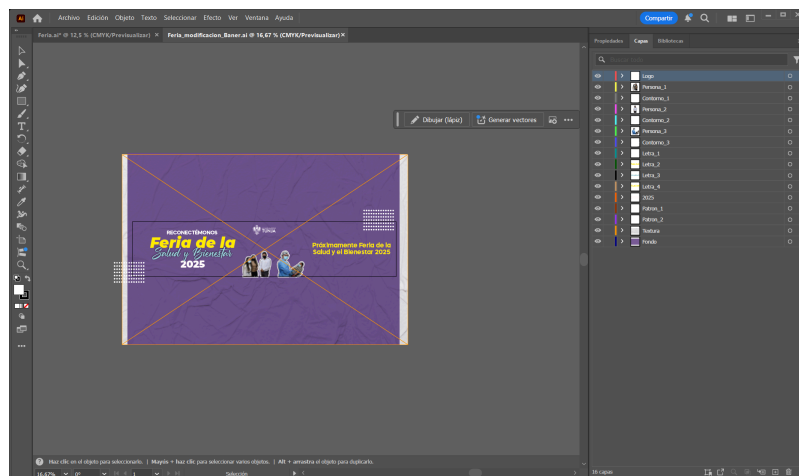 Ai Archivo Edición Objeto Texto Seleccionar Efecto Ver Ventana Ayuda Compartir
Feria.ai* @ 12,5 % (CMYK/Previsualizar) × Feria_modificacion_Baner.ai @ 16,67 % (CMYK/Previsualizar) ×
Propiedades Capas Bibliotecas
Logo
Persona_1
Contorno_1
Persona_2
Contorno_2
Persona_3
Contorno_3
Letra_1
Letra_2
Letra_3
Letra_4
2025
Patron_1
Patron_2
Textura
Fondo
Dibujar (lápiz) Generar vectores
RECONECTÉMONOS
Feria de la
Salud y Bienestar
2025
Próximamente Feria de la
Salud y el Bienestar 2025
Haz clic en el objeto para seleccionarlo. | Mayús + haz clic para seleccionar varios objetos. | Alt + arrastra el objeto para duplicarlo.
16,67% 0° 1 Selección
16 capas